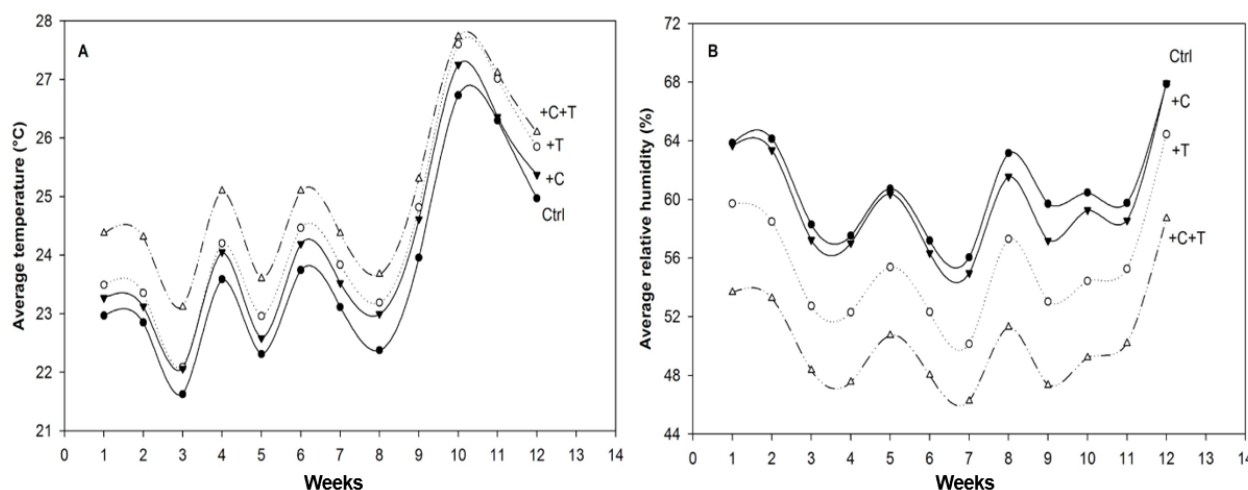 A
Average temperature (°C)
28
27
26
25
24
23
22
21
+C+T
+T
+C
Ctrl
0 1 2 3 4 5 6 7 8 9 10 11 12 13 14
Weeks
B
Average relative humidity (%)
72
68
64
60
56
52
48
44
Ctrl
+C
+T
+C+T
0 1 2 3 4 5 6 7 8 9 10 11 12 13 14
Weeks